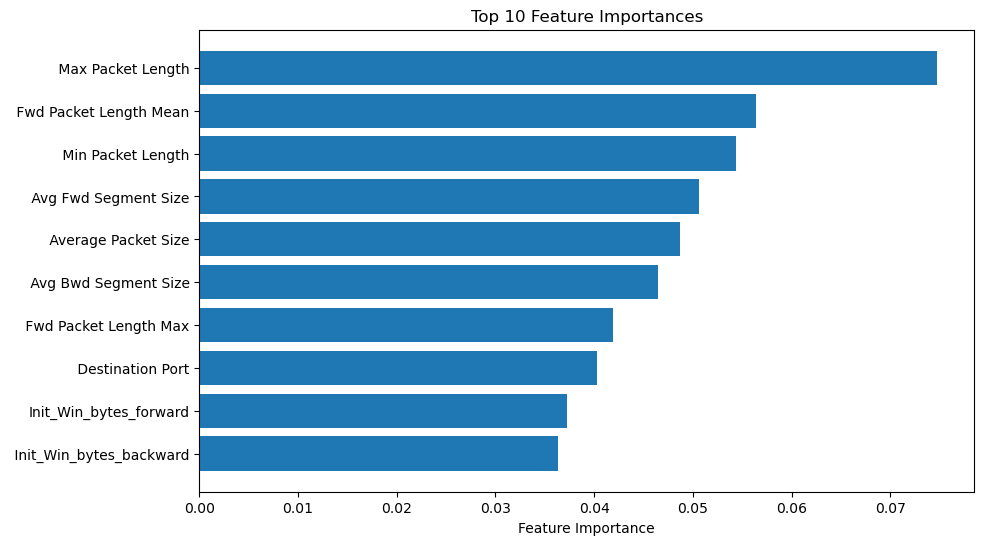 Top 10 Feature Importances
Max Packet Length
Fwd Packet Length Mean
Min Packet Length
Avg Fwd Segment Size
Average Packet Size
Avg Bwd Segment Size
Fwd Packet Length Max
Destination Port
Init_Win_bytes_forward
Init_Win_bytes_backward
0.00 0.01 0.02 0.03 0.04 0.05 0.06 0.07
Feature Importance